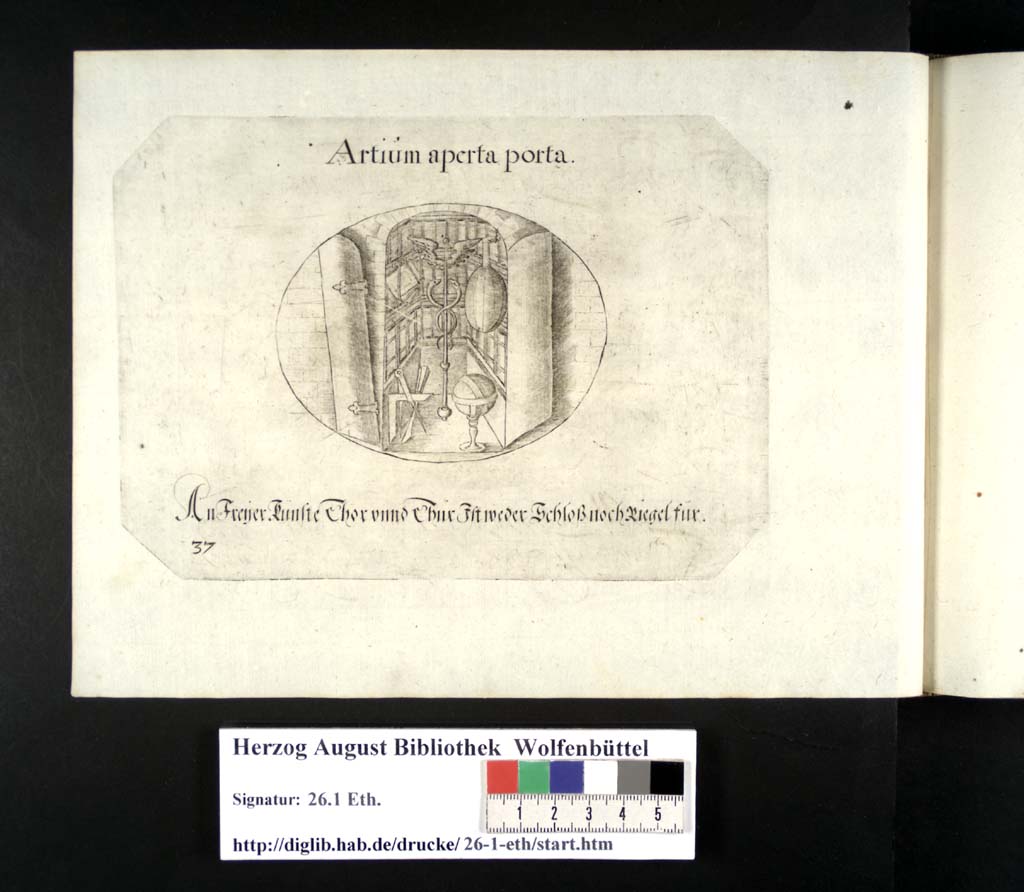 Artium aperta porta.
An Freyer Künste Thor vnnd Thür Ist weder Schloß noch Riegel für.
37
Herzog August Bibliothek Wolfenbüttel
Signatur: 26.1 Eth.
1 2 3 4 5
http://diglib.hab.de/drucke/ 26-1-eth/start.htm